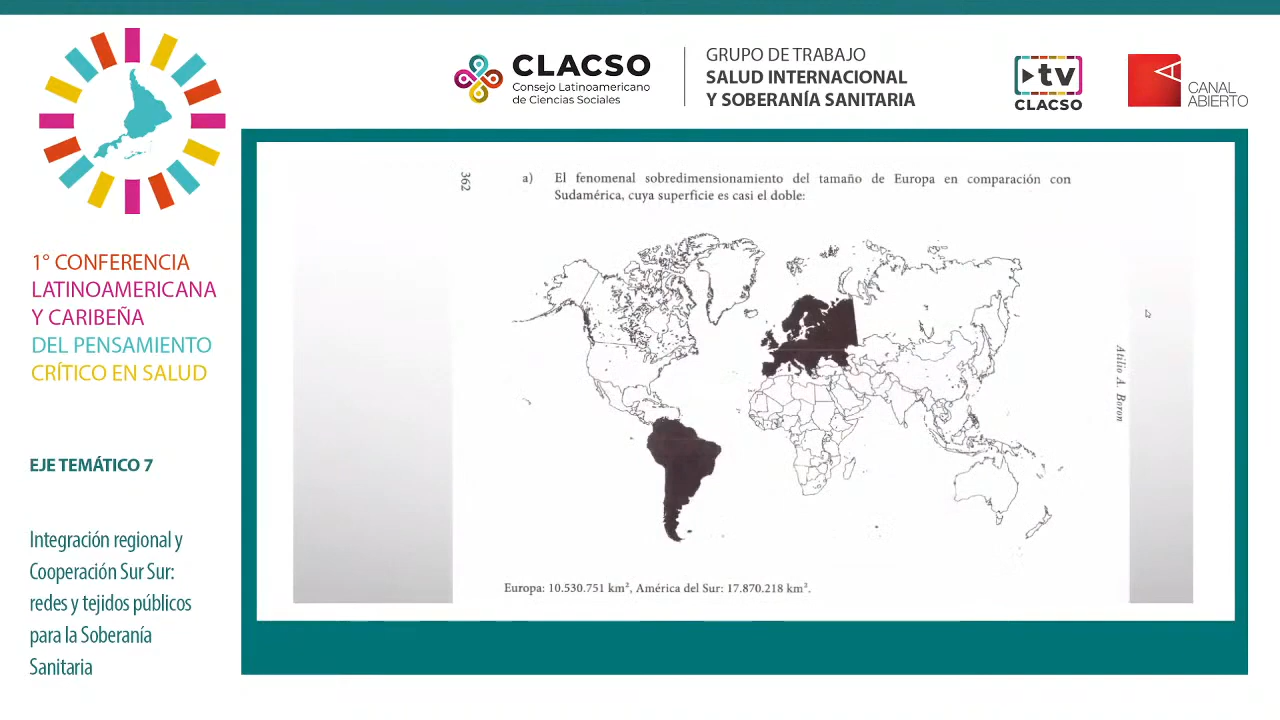 CLACSO
Consejo Latinoamericano
de Ciencias Sociales
GRUPO DE TRABAJO
SALUD INTERNACIONAL
Y SOBERANÍA SANITARIA
tv
CLACSO
A
CANAL
ABIERTO
1° CONFERENCIA
LATINOAMERICANA
Y CARIBEÑA
DEL PENSAMIENTO
CRÍTICO EN SALUD
EJE TEMÁTICO 7
Integración regional y
Cooperación Sur Sur:
redes y tejidos públicos
para la Soberanía
Sanitaria
362
a) El fenomenal sobredimensionamiento del tamaño de Europa en comparación con
Sudamérica, cuya superficie es casi el doble:
Atilio A. Boron
Europa: 10.530.751 km², América del Sur: 17.870.218 km².